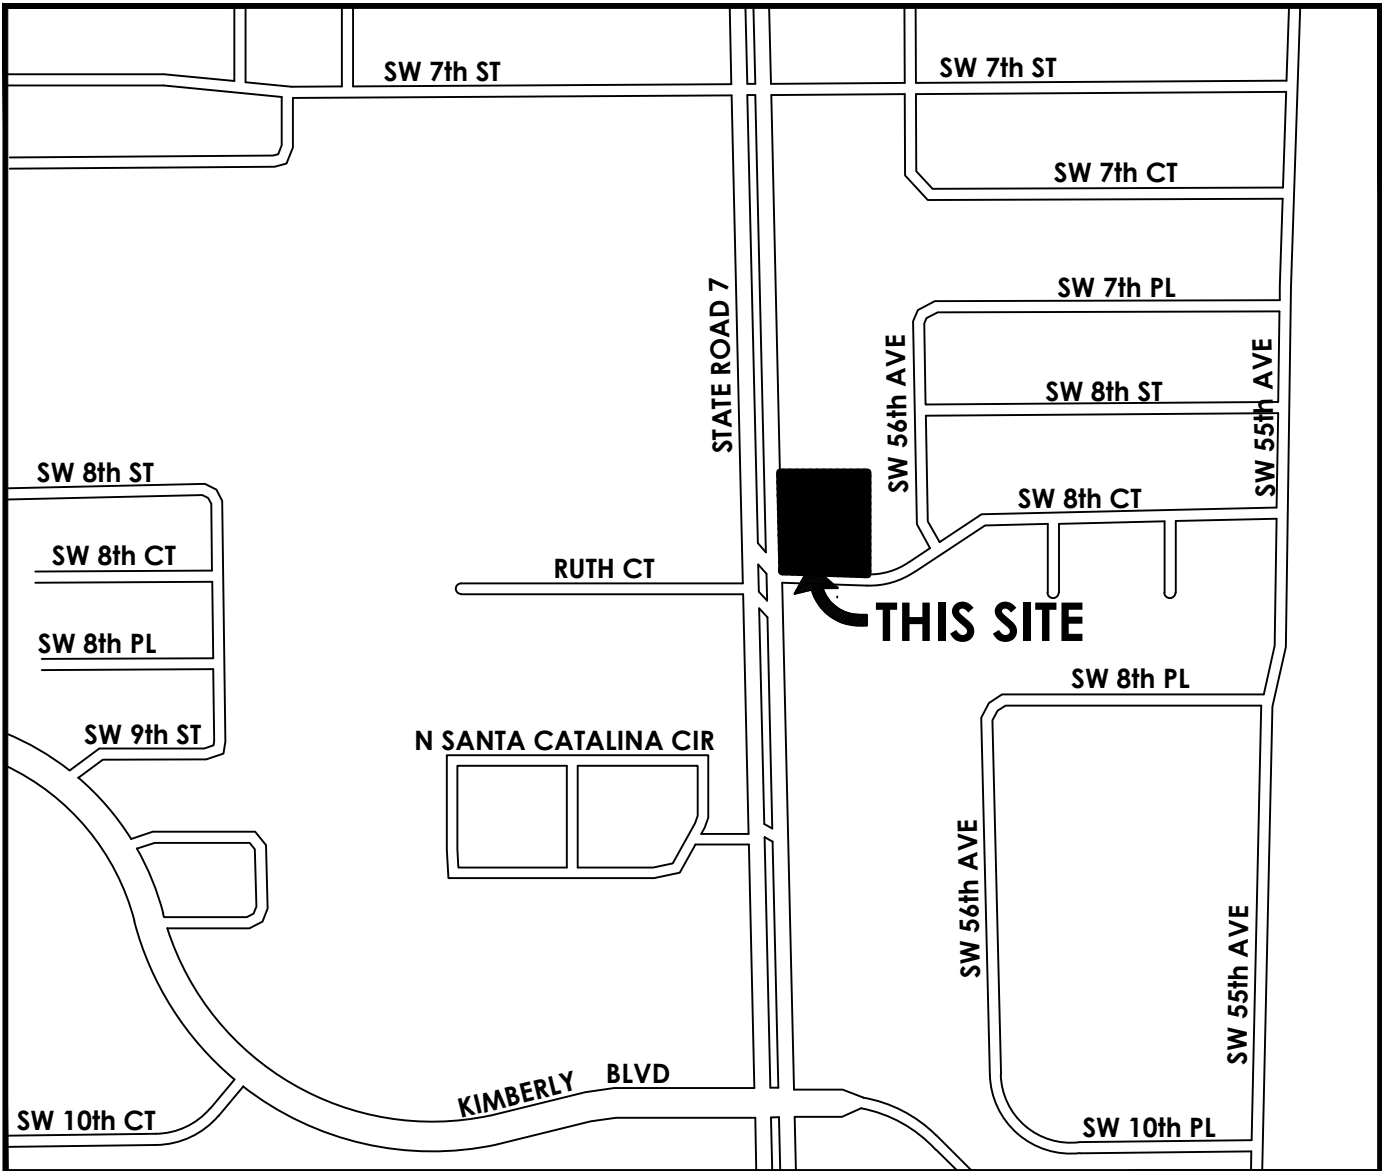 SW 7th ST
SW 7th ST
SW 7th CT
SW 7th PL
STATE ROAD 7
SW 56th AVE
SW 55th AVE
SW 8th ST
SW 8th ST
SW 8th CT
SW 8th CT
RUTH CT
THIS SITE
SW 8th PL
SW 8th PL
SW 9th ST
N SANTA CATALINA CIR
SW 56th AVE
SW 55th AVE
KIMBERLY BLVD
SW 10th CT
SW 10th PL